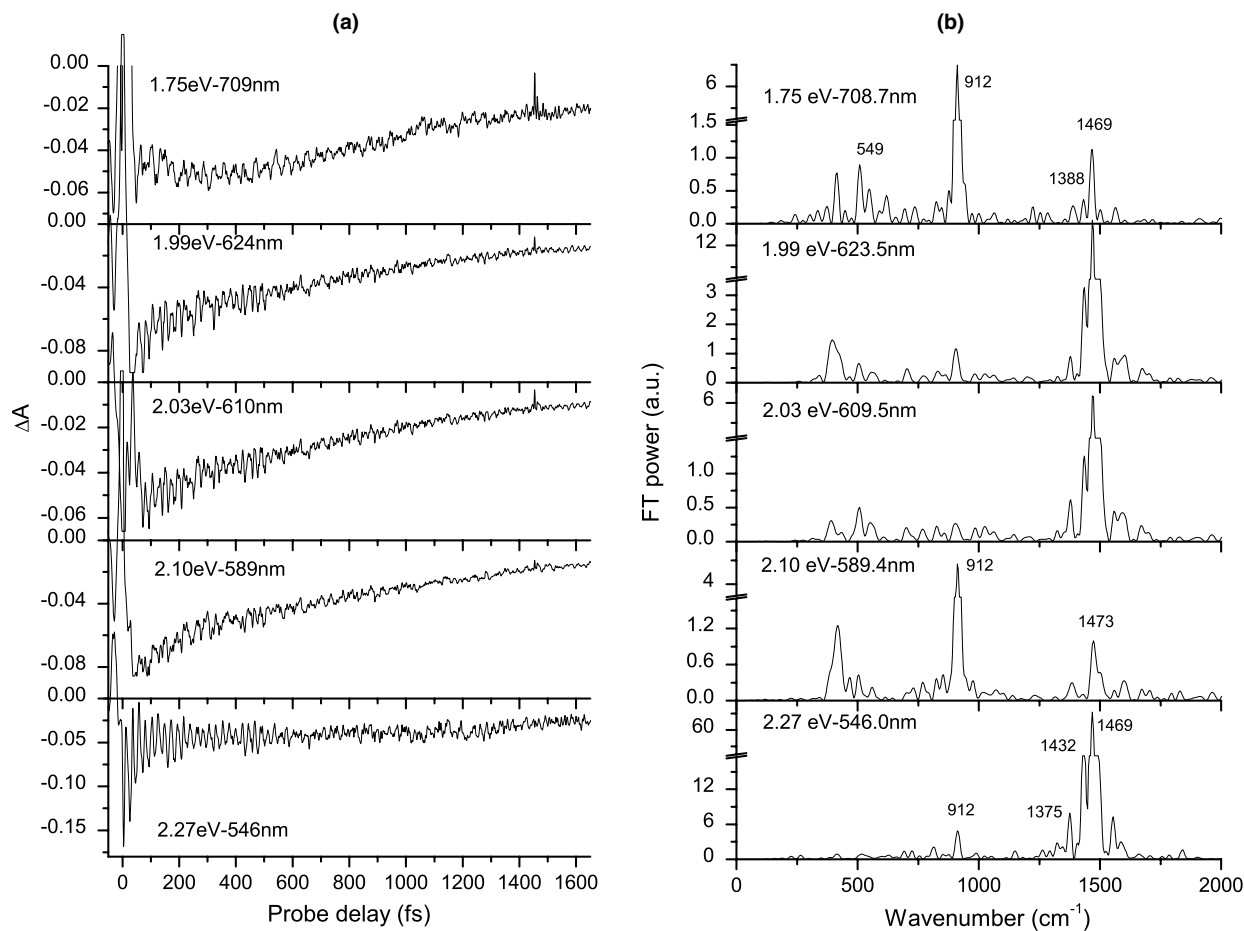 (a)
ΔA
0.00
-0.02
-0.04
-0.06
1.75eV-709nm
0.00
-0.04
-0.08
1.99eV-624nm
0.00
-0.02
-0.04
-0.06
2.03eV-610nm
0.00
-0.04
-0.08
2.10eV-589nm
0.00
-0.05
-0.10
-0.15
2.27eV-546nm
0 200 400 600 800 1000 1200 1400 1600
Probe delay (fs)
(b)
FT power (a.u.)
6
1.5
1.0
0.5
0.0
1.75 eV-708.7nm
549
912
1388
1469
12
3
2
1
0
1.99 eV-623.5nm
6
1.0
0.5
0.0
2.03 eV-609.5nm
4
1.2
0.6
0.0
2.10 eV-589.4nm
912
1473
60
12
6
0
2.27 eV-546.0nm
912
1375
1432
1469
0 500 1000 1500 2000
Wavenumber (cm⁻¹)